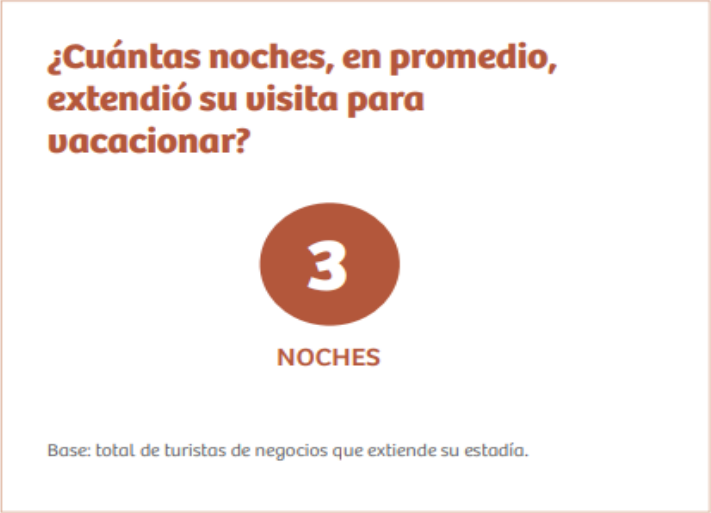 ¿Cuántas noches, en promedio,
extendió su visita para
vacacionar?
3
NOCHES
Base: total de turistas de negocios que extiende su estadía.